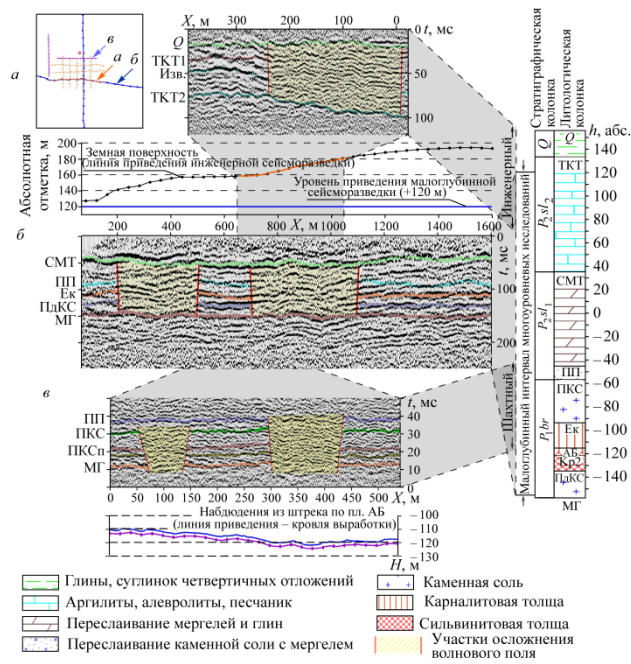 в
а б
а
X, м 300 200 100 0 t, мс
Q
ТКТ1
Изв.
ТКТ2
0
50
100
Абсолютная отметка, м
200
180
160
140
120
Земная поверхность
(линия приведения инженерной сейсморазведки)
Уровень приведения малоглубинной
сейсморазведки (+120 м)
200 400 600 800 1000 1200 1400 1600
X, м
б
СМТ
ПП
Ек
ПдКС
МГ
t, мс
0
100
200
в
ПП
ПКС
ПКСп
МГ
t, мс
40
30
20
10
0
0 50 100 150 200 250 300 350 400 450 500
X, м
Набдюдения из штрека по пл. АБ
(линия приведения – кровля выработки)
–100
–110
–120
–130
H, м
Инженерный
Шахтный
Малоглубинный интервал многоуровневых исследований
Стратиграфическая колонка
Литологическая колонка
h, абс.
Q
P2sl2
P2sl1
P1br
Q
ТКТ
СМТ
ПП
ПКС
Ек
АБ
Кр2
ПдКС
МГ
140
120
100
80
60
40
20
0
–20
–40
–60
–80
–100
–120
–140
Глины, суглинок четвертичных отложений
Аргилиты, алевролиты, песчаник
Переслаивание мергелей и глин
Переслаивание каменной соли с мергелем
Каменная соль
Карналитовая толща
Сильвинитовая толща
Участки осложнения
волнового поля